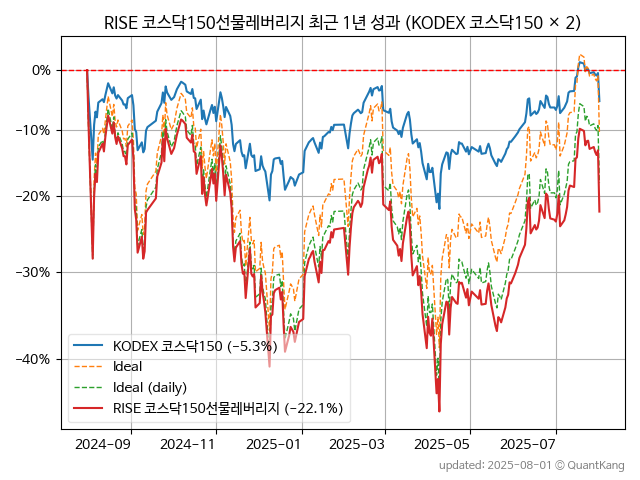 RISE 코스닥150선물레버리지 최근 1년 성과 (KODEX 코스닥150 × 2)
0%
−10%
−20%
−30%
−40%
KODEX 코스닥150 (−5.3%)
Ideal
Ideal (daily)
RISE 코스닥150선물레버리지 (−22.1%)
2024-09 2024-11 2025-01 2025-03 2025-05 2025-07
updated: 2025-08-01 © QuantKang